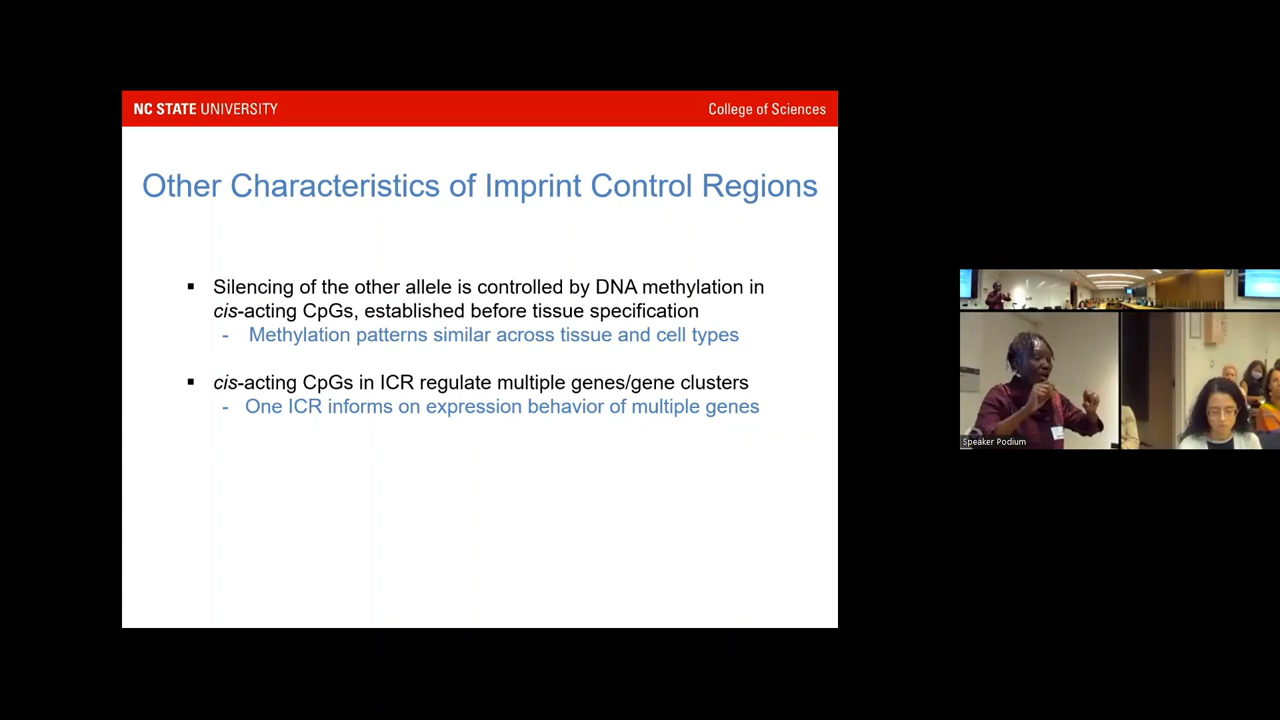 NC STATE UNIVERSITY
College of Sciences
Other Characteristics of Imprint Control Regions
▪ Silencing of the other allele is controlled by DNA methylation in
cis-acting CpGs, established before tissue specification
- Methylation patterns similar across tissue and cell types
▪ cis-acting CpGs in ICR regulate multiple genes/gene clusters
- One ICR informs on expression behavior of multiple genes
Speaker Podium